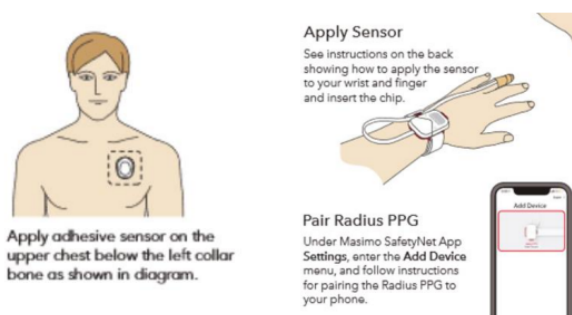 Apply adhesive sensor on the
upper chest below the left collar
bone as shown in diagram.
Apply Sensor
See instructions on the back
showing how to apply the sensor
to your wrist and finger
and insert the chip.
Pair Radius PPG
Under Masimo SafetyNet App
Settings, enter the Add Device
menu, and follow instructions
for pairing the Radius PPG to
your phone.
Add Device